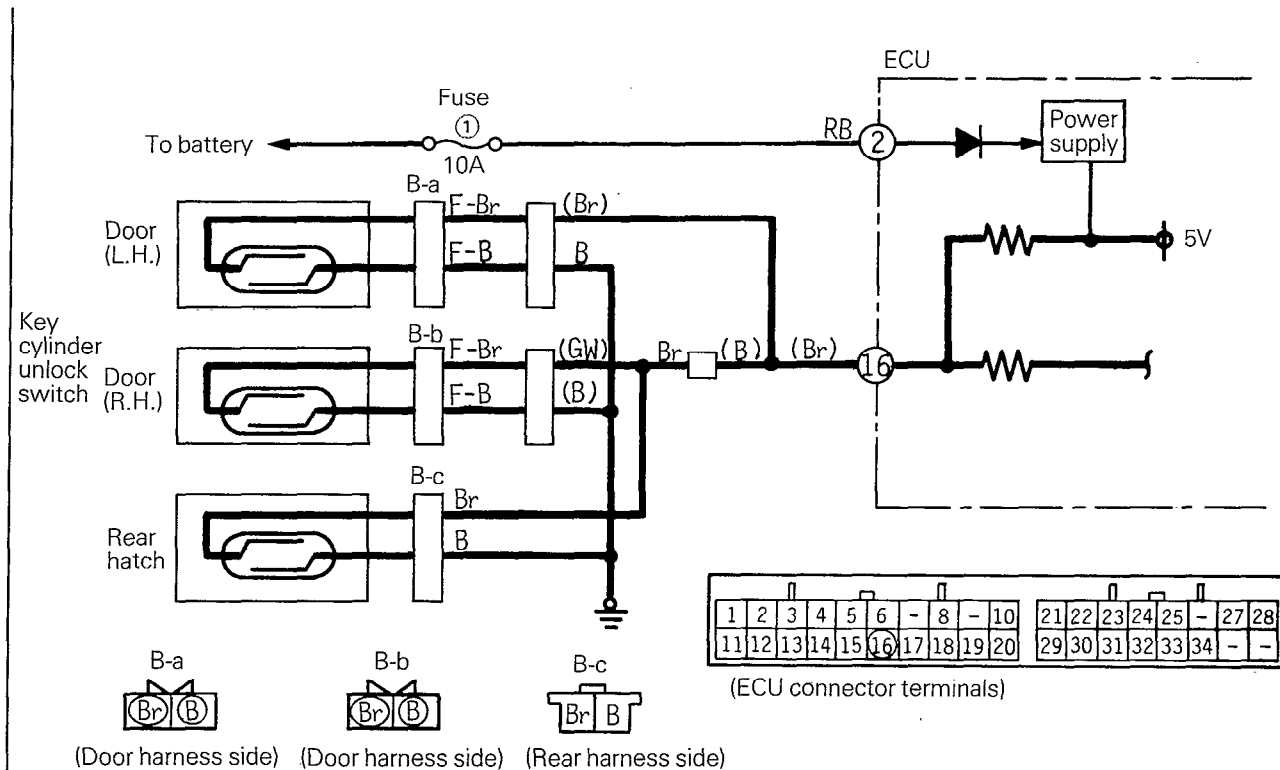 ECU
Fuse
①
To battery
10A
RB
2
Power
supply
5V
B-a
Door
(L.H.)
F-Br
(Br)
F-B
B
Key
cylinder
unlock
switch
B-b
Door
(R.H.)
F-Br
(GW)
Br
(B)
(Br)
16
F-B
(B)
B-c
Rear
hatch
Br
B
1 2 3 4 5 6 - 8 - 10
11 12 13 14 15 16 17 18 19 20
21 22 23 24 25 - 27 28
29 30 31 32 33 34 - -
(ECU connector terminals)
B-a
Br B
(Door harness side)
B-b
Br B
(Door harness side)
B-c
Br B
(Rear harness side)